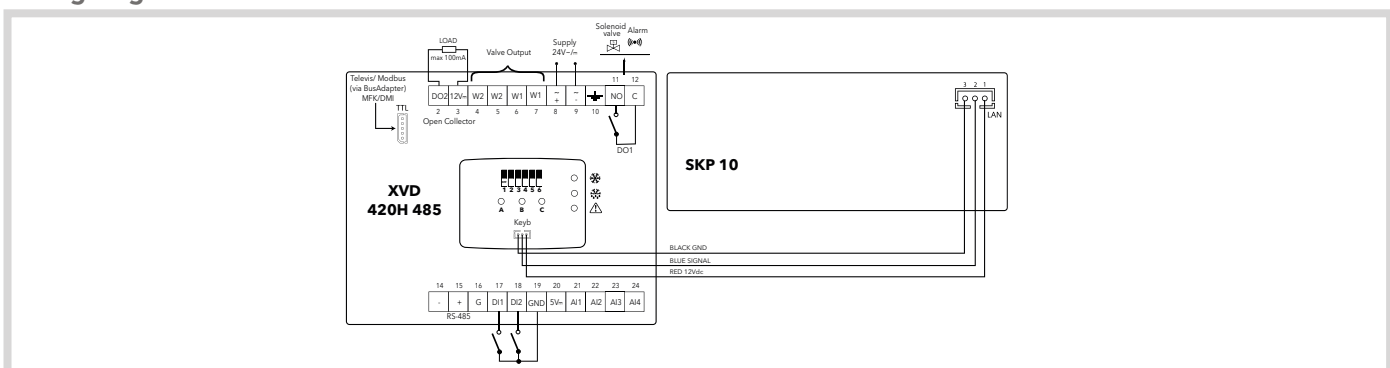 LOAD
max 100mA
Valve Output
Supply
24V~/⎓
Solenoid
valve
Alarm
11 12
Televis/ Modbus
(via BusAdapter)
MFK/DMI
TTL
DO2 12V⎓ W2 W2 W1 W1 ~ + ~ - NO C
2 3 4 5 6 7 8 9 10
Open Collector
DO1
XVD
420H 485
1 2 3 4 5 6
A B C
Keyb
SKP 10
3 2 1
LAN
BLACK GND
BLUE SIGNAL
RED 12Vdc
14 15 16 17 18 19 20 21 22 23 24
- + G DI1 DI2 GND 5V⎓ AI1 AI2 AI3 AI4
RS-485